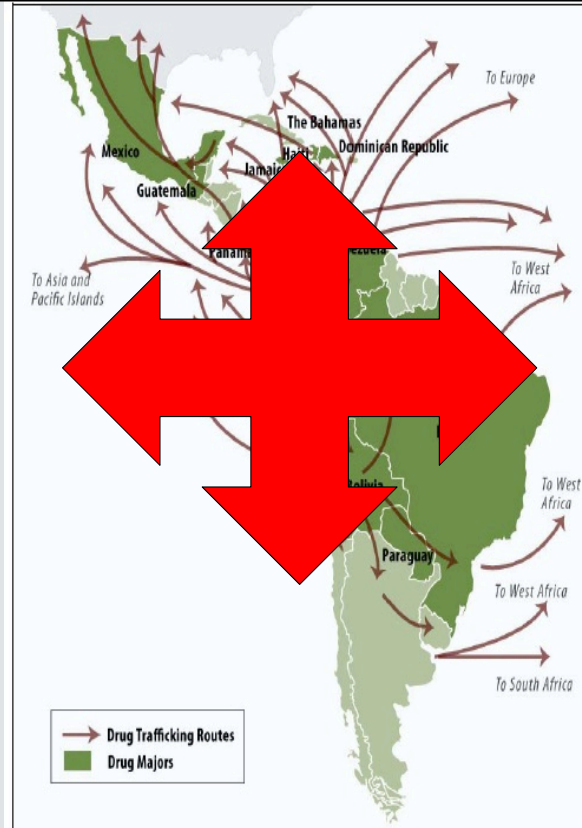 To Europe
The Bahamas
Dominican Republic
Mexico
Guatemala
To Asia and
Pacific Islands
To West
Africa
To West
Africa
Paraguay
To West Africa
To South Africa
Drug Trafficking Routes
Drug Majors